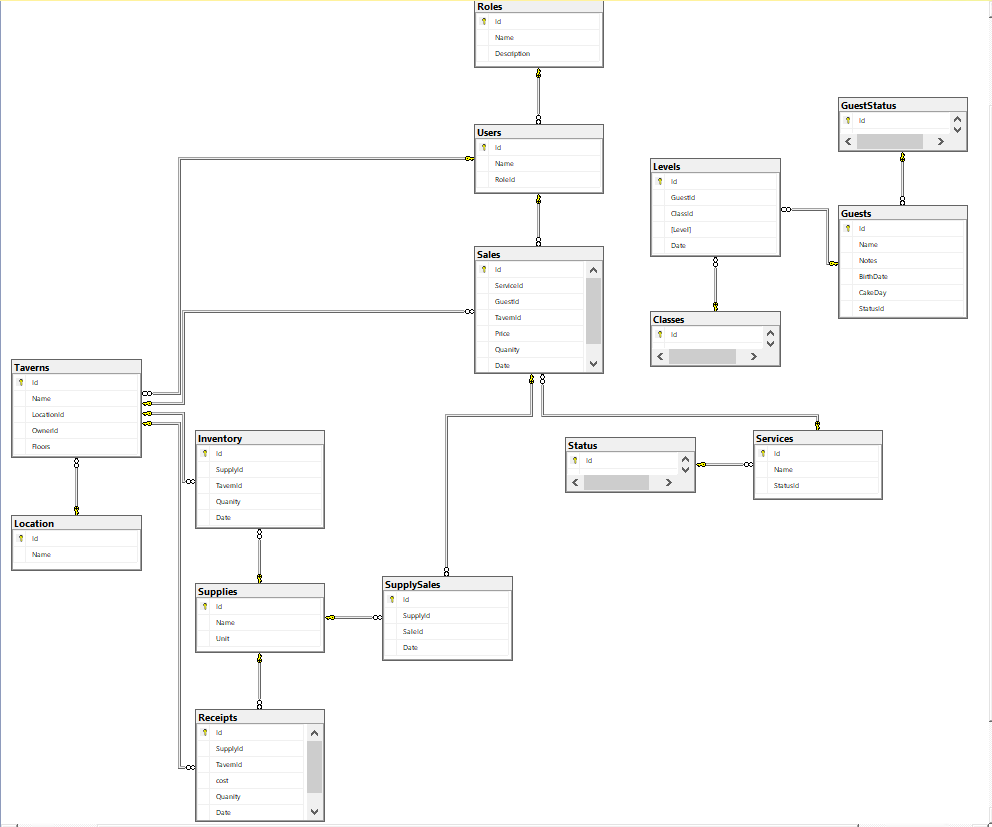 Roles
Id
Name
Description
Users
Id
Name
RoleId
Sales
Id
ServiceId
GuestId
TavernId
Price
Quanity
Date
Levels
Id
GuestId
ClassId
[Level]
Date
Classes
Id
GuestStatus
Id
Guests
Id
Name
Notes
BirthDate
CakeDay
StatusId
Taverns
Id
Name
LocationId
OwnerId
Floors
Location
Id
Name
Inventory
Id
SupplyId
TavernId
Quanity
Date
Supplies
Id
Name
Unit
Receipts
Id
SupplyId
TavernId
cost
Quanity
Date
SupplySales
Id
SupplyId
SaleId
Date
Status
Id
Services
Id
Name
StatusId